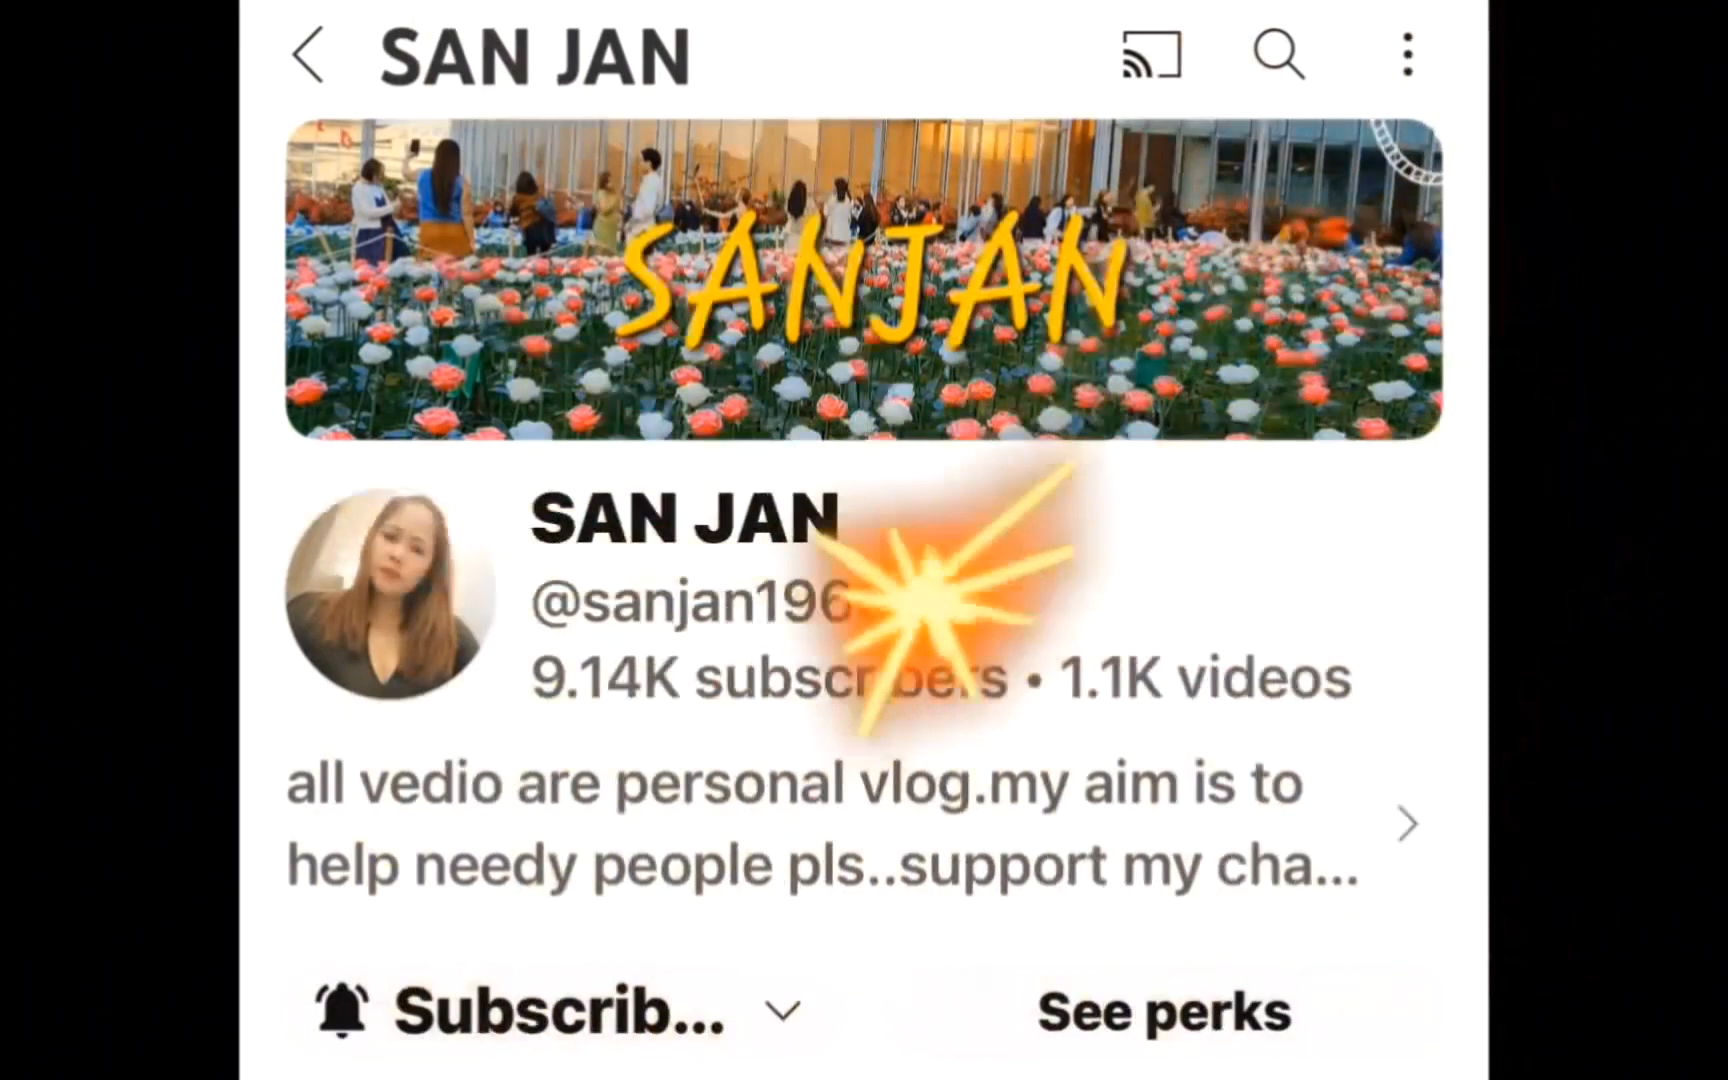 SAN JAN
SANJAN
SAN JAN
@sanjan196
9.14K subscribers • 1.1K videos
all vedio are personal vlog.my aim is to
help needy people pls..support my cha...
Subscrib...
See perks